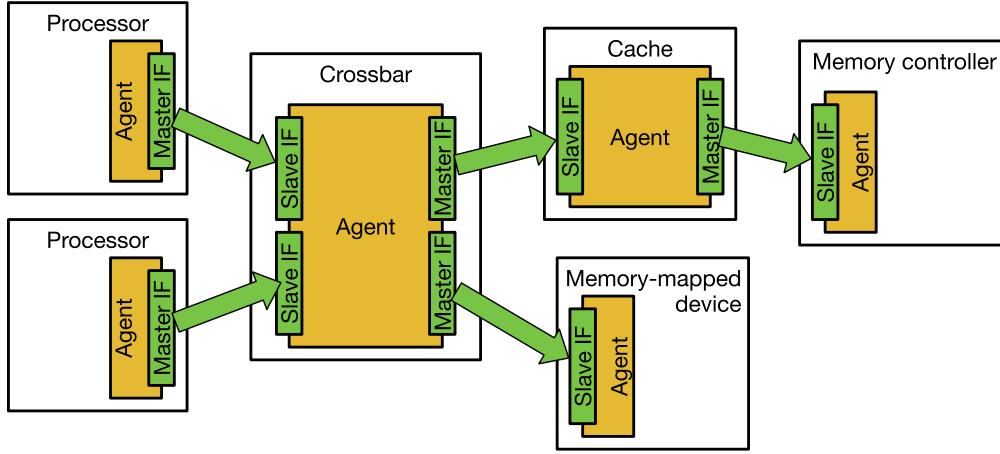 Processor
Agent
Master IF
Processor
Agent
Master IF
Crossbar
Slave IF
Slave IF
Agent
Master IF
Master IF
Cache
Slave IF
Agent
Master IF
Memory-mapped
device
Slave IF
Agent
Memory controller
Slave IF
Agent